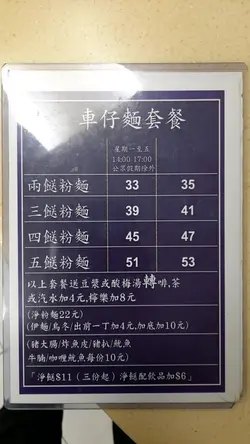 車仔麵套餐
星期一至五
14:00 17:00
公眾假期除外
兩餸粉麵 33 35
三餸粉麵 39 41
四餸粉麵 45 47
五餸粉麵 51 53
以上套餐送豆漿或酸梅湯轉啡,茶
或汽水加4元,檸樂加8元
(淨粉麵22元)
(伊麵/烏冬/出前一丁加4元,加底加10元)
(豬大腸/炸魚皮/豬扒/魷魚
牛腩/咖喱魷魚每份10元)
「淨餸$11（三份起）淨餸配飲品加$6」